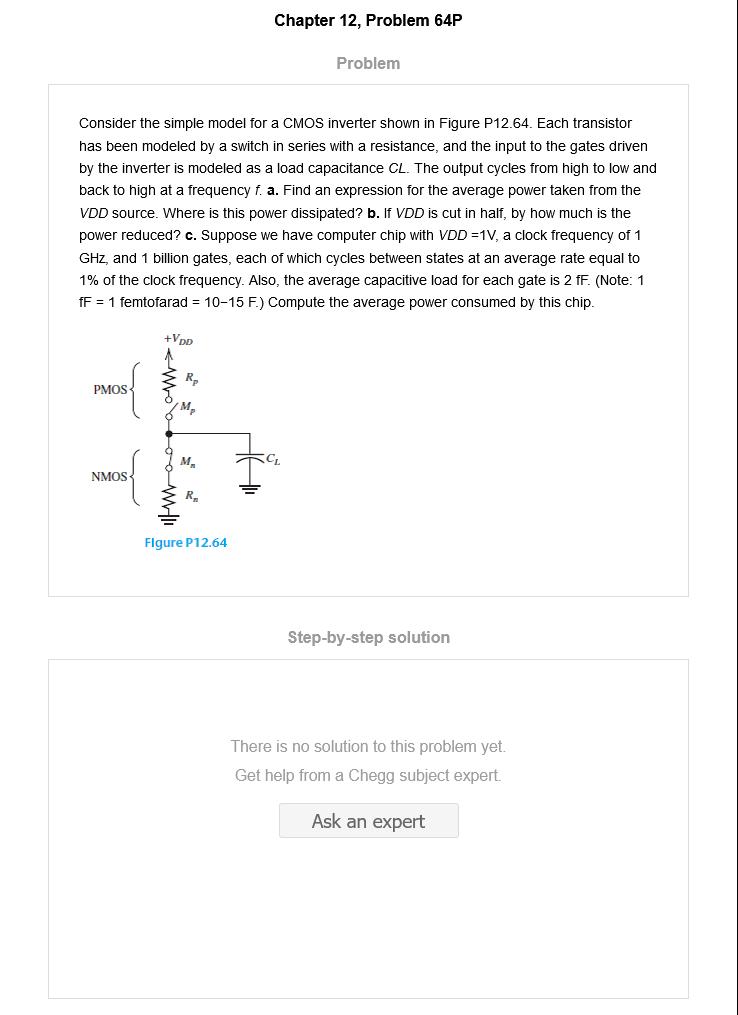 Chapter 12, Problem 64P
Problem
Consider the simple model for a CMOS inverter shown in Figure P12.64. Each transistor
has been modeled by a switch in series with a resistance, and the input to the gates driven
by the inverter is modeled as a load capacitance CL. The output cycles from high to low and
back to high at a frequency f. a. Find an expression for the average power taken from the
VDD source. Where is this power dissipated? b. If VDD is cut in half, by how much is the
power reduced? c. Suppose we have computer chip with VDD =1V, a clock frequency of 1
GHz, and 1 billion gates, each of which cycles between states at an average rate equal to
1% of the clock frequency. Also, the average capacitive load for each gate is 2 fF. (Note: 1
fF = 1 femtofarad = 10−15 F.) Compute the average power consumed by this chip.
+VDD
Rp
PMOS
Mp
Mn
CL
NMOS
Rn
Figure P12.64
Step-by-step solution
There is no solution to this problem yet.
Get help from a Chegg subject expert.
Ask an expert